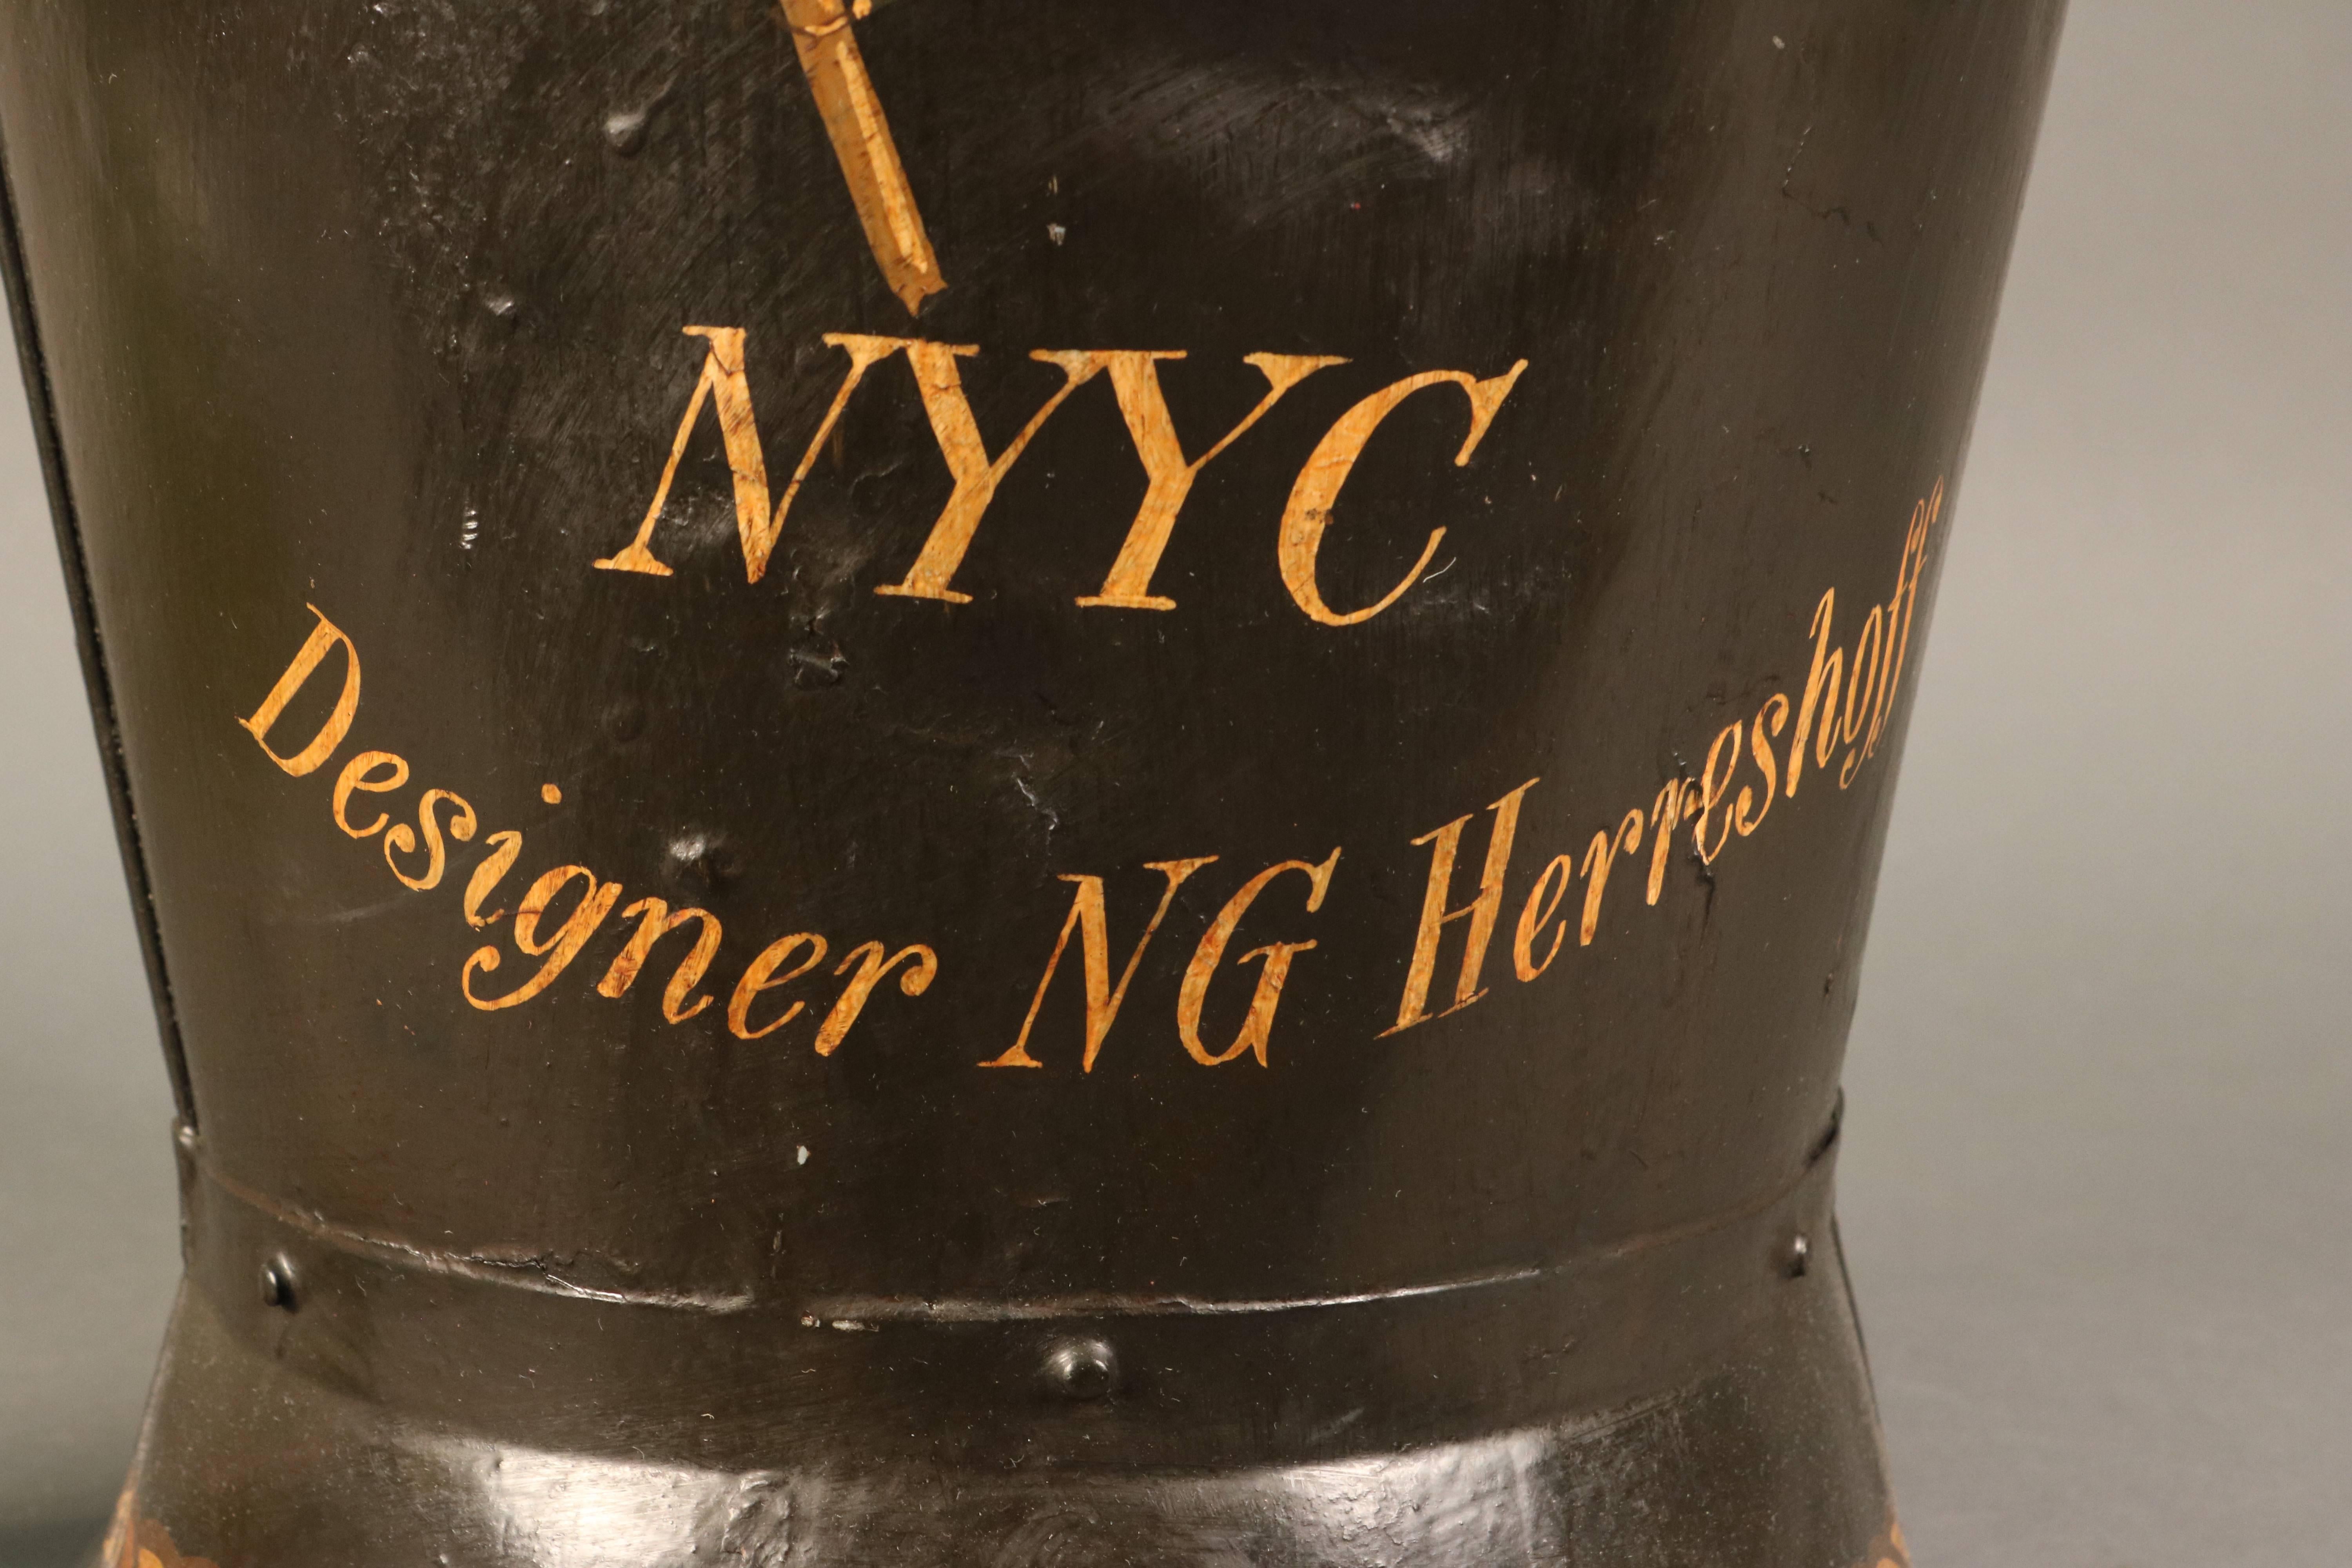 NYYC
Designer NG Herreshoff